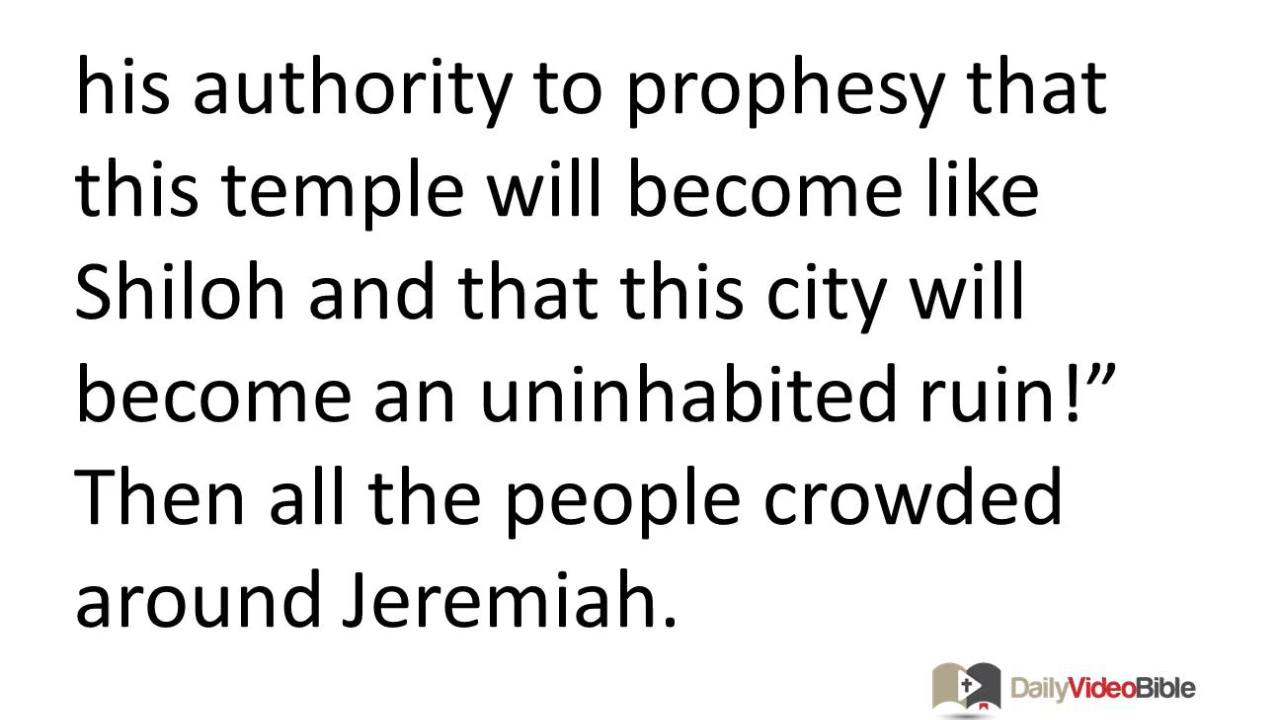 his authority to prophesy that
this temple will become like
Shiloh and that this city will
become an uninhabited ruin!”
Then all the people crowded
around Jeremiah.
DailyVideoBible